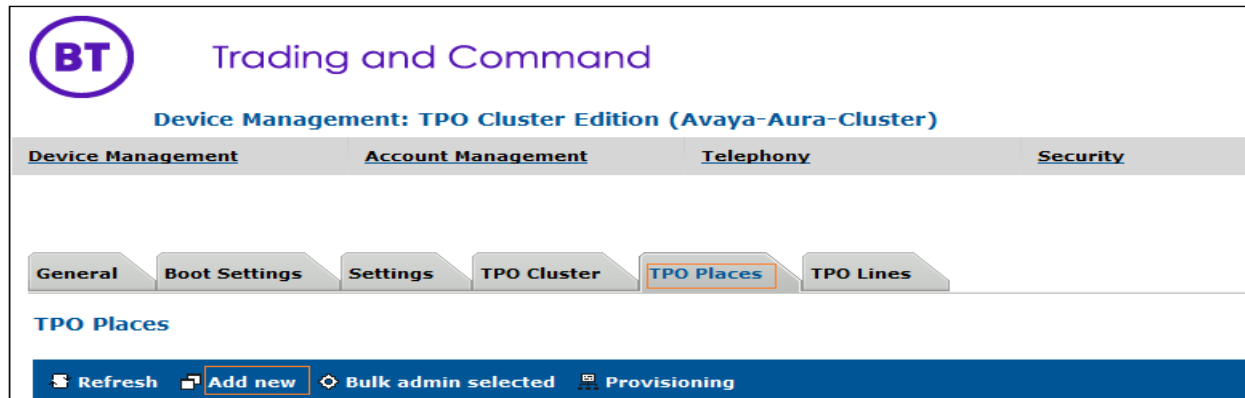 BT
Trading and Command
Device Management: TPO Cluster Edition (Avaya-Aura-Cluster)
Device Management Account Management Telephony Security
General Boot Settings Settings TPO Cluster TPO Places TPO Lines
TPO Places
Refresh Add new Bulk admin selected Provisioning